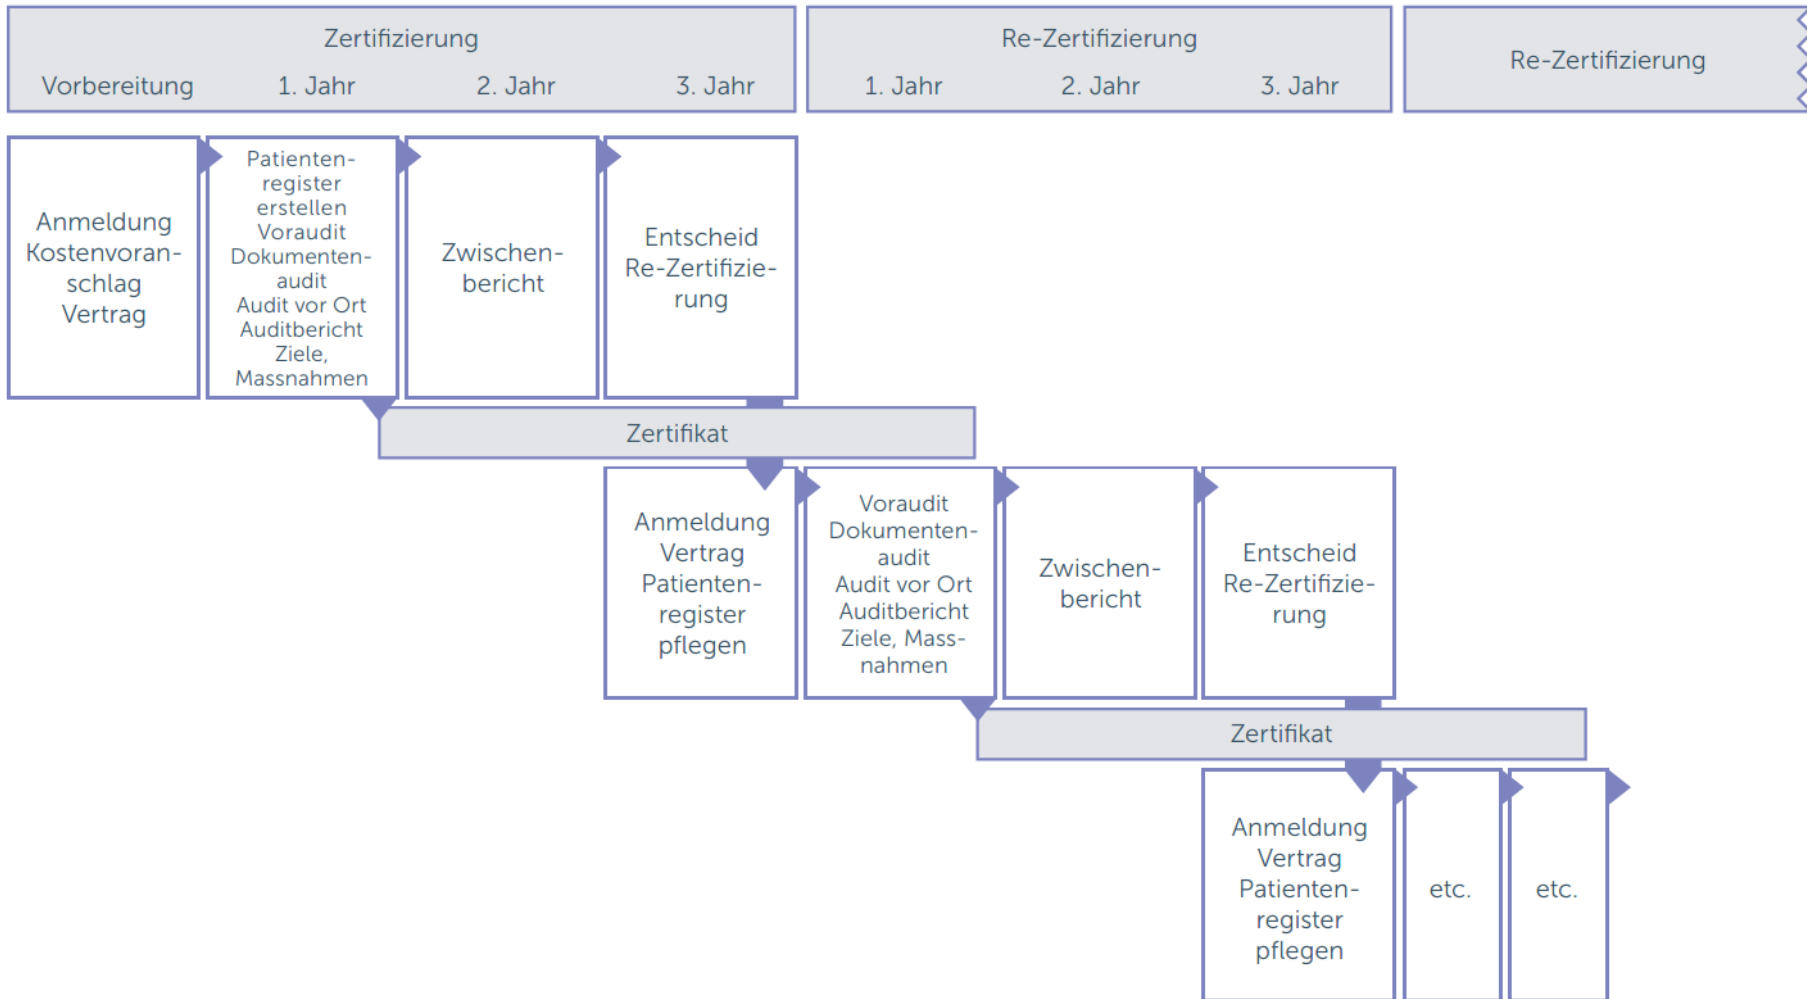 Zertifizierung
Vorbereitung
1. Jahr
2. Jahr
3. Jahr
Re-Zertifizierung
1. Jahr
2. Jahr
3. Jahr
Re-Zertifizierung
Anmeldung
Kostenvoran-
schlag
Vertrag
Patienten-
register
erstellen
Voraudit
Dokumenten-
audit
Audit vor Ort
Auditbericht
Ziele,
Massnahmen
Zwischen-
bericht
Entscheid
Re-Zertifizie-
rung
Zertifikat
Anmeldung
Vertrag
Patienten-
register
pflegen
Voraudit
Dokumenten-
audit
Audit vor Ort
Auditbericht
Ziele, Mass-
nahmen
Zwischen-
bericht
Entscheid
Re-Zertifizie-
rung
Zertifikat
Anmeldung
Vertrag
Patienten-
register
pflegen
etc.
etc.